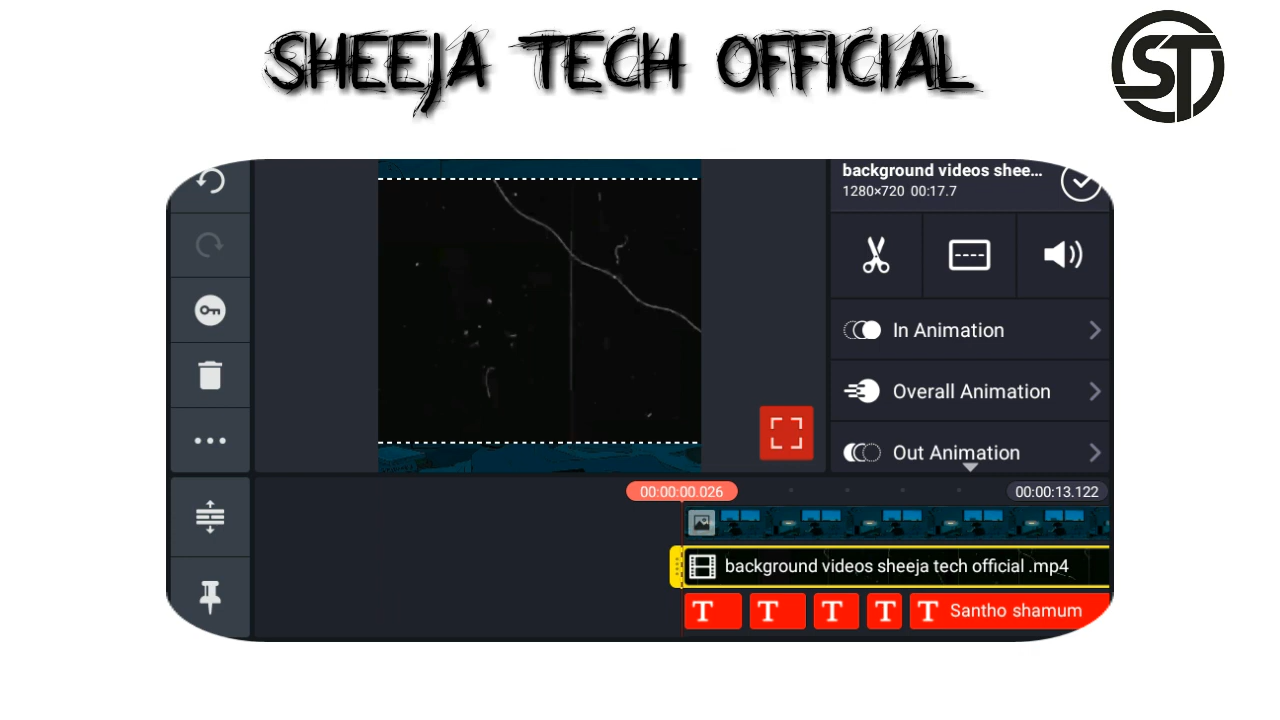 SHEEJA TECH OFFICIAL
ST
background videos shee...
1280×720 00:17.7
In Animation
Overall Animation
Out Animation
00:00:00.026
00:00:13.122
background videos sheeja tech official .mp4
T T T T T Santho shamum